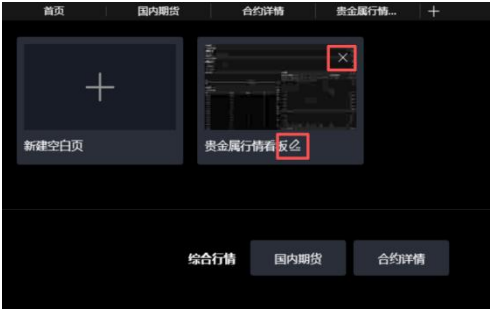 首页 国内期货 合约详情 贵金属行情... +
新建空白页 贵金属行情看板
综合行情 国内期货 合约详情